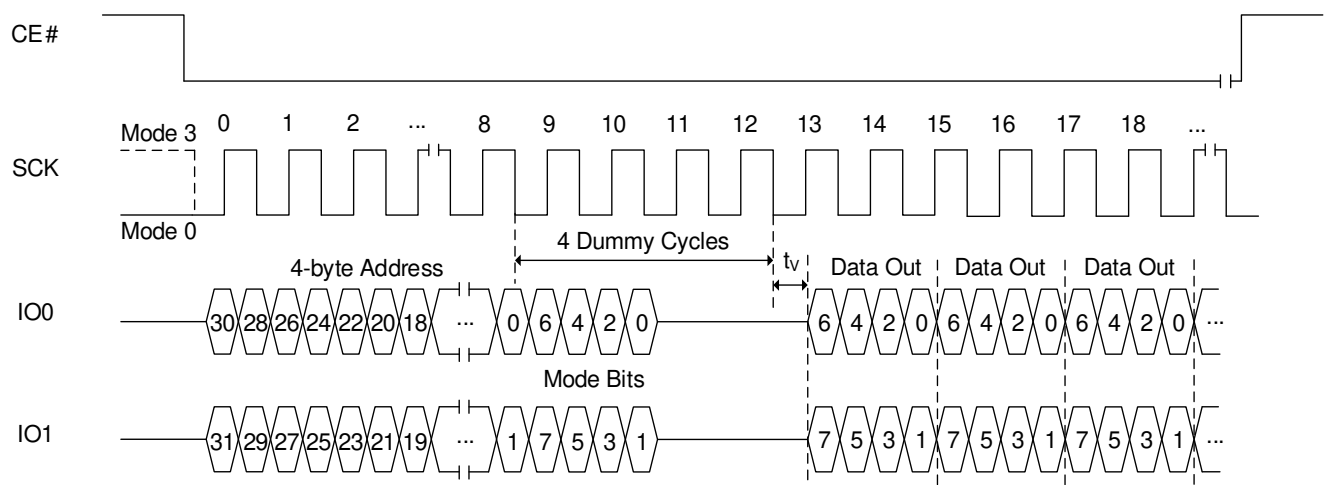 CE#
Mode 3
0 1 2 ... 8 9 10 11 12 13 14 15 16 17 18 ...
SCK
Mode 0
4 Dummy Cycles
4-byte Address
tV
Data Out Data Out Data Out
IO0
30 28 26 24 22 20 18 ... 0 6 4 2 0 6 4 2 0 6 4 2 0 6 4 2 0 ...
Mode Bits
IO1
31 29 27 25 23 21 19 ... 1 7 5 3 1 7 5 3 1 7 5 3 1 7 5 3 1 ...